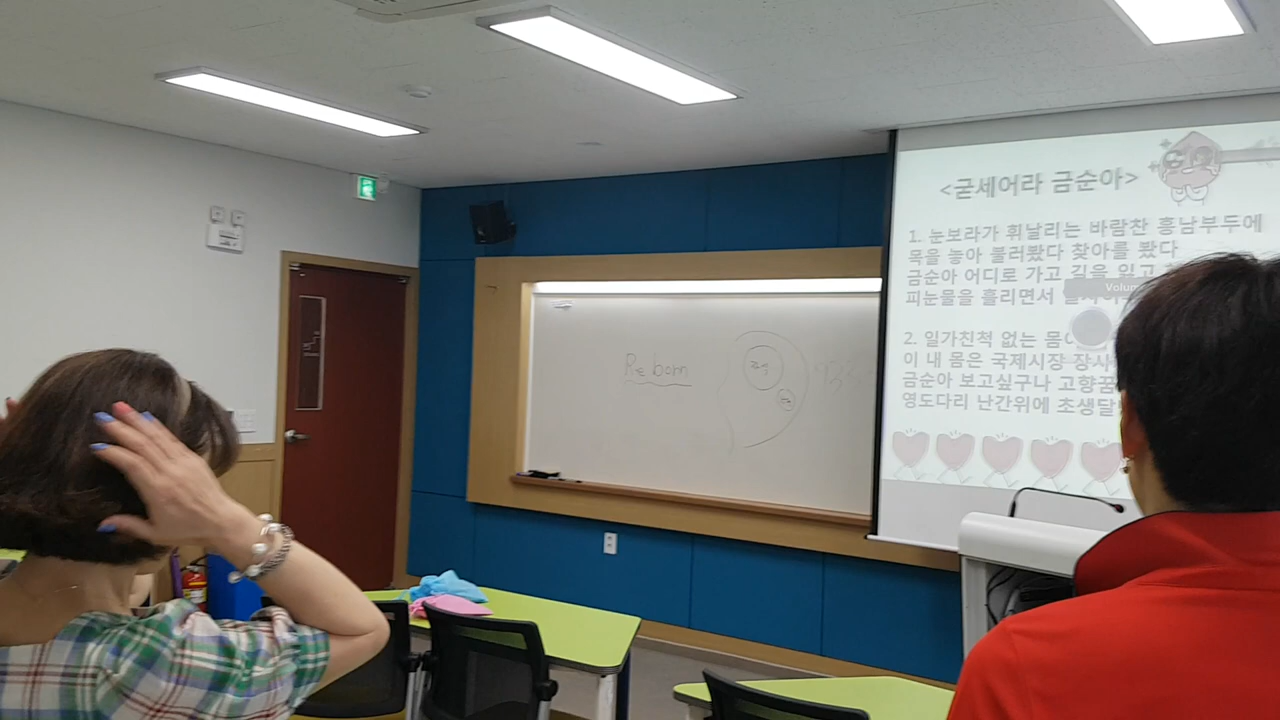 Re born
<굳세어라 금순아>
1. 눈보라가 휘날리는 바람찬 흥남부두에
목을 놓아 불러봤다 찾아를 봤다
금순아 어디로 가고 길을 잃고
피눈물을 흘리면서
Volum
2. 일가친척 없는 몸
이 내 몸은 국제시장 장사
금순아 보고싶구나 고향꿈
영도다리 난간위에 초생달